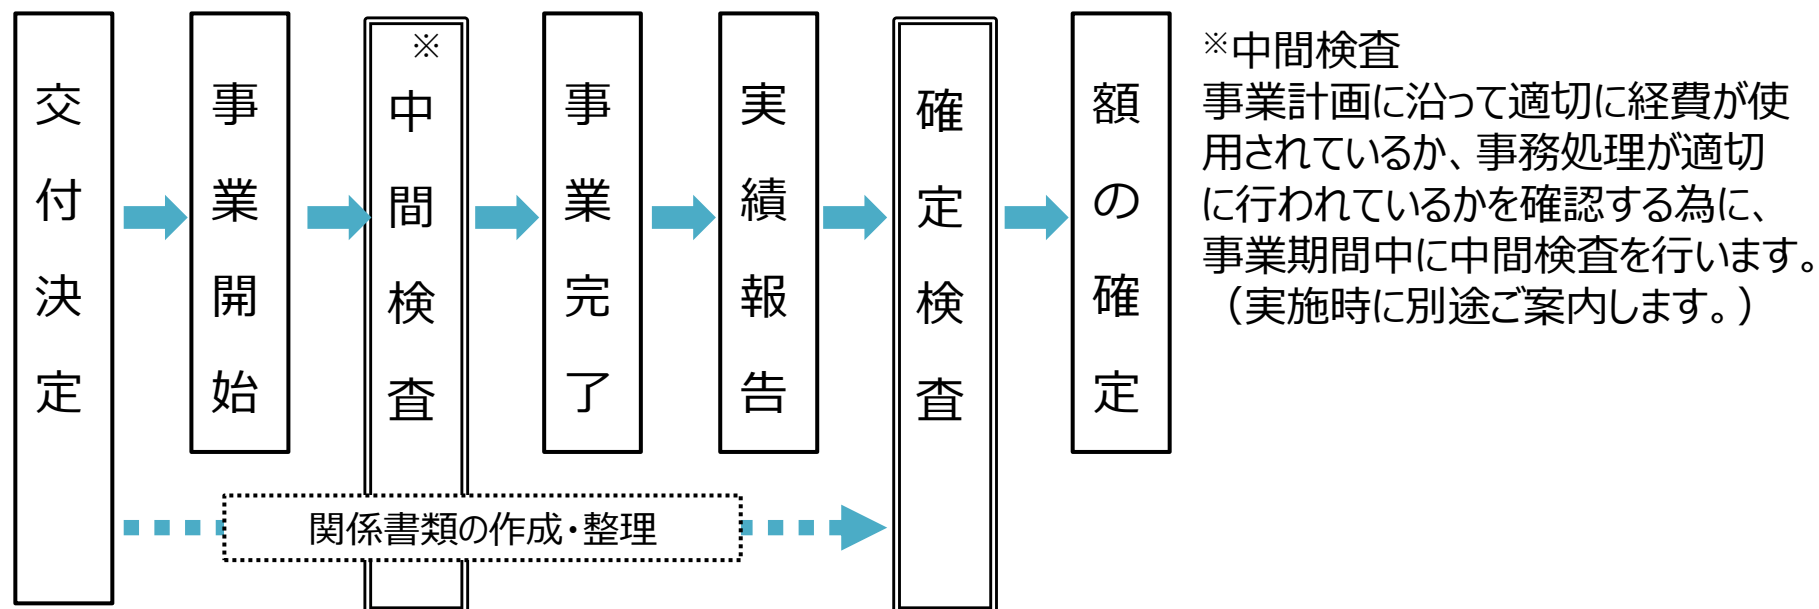 交付決定
事業開始
※
中間検査
事業完了
実績報告
確定検査
額の確定
関係書類の作成・整理
※中間検査
事業計画に沿って適切に経費が使
用されているか、事務処理が適切
に行われているかを確認する為に、
事業期間中に中間検査を行います。
（実施時に別途ご案内します。）